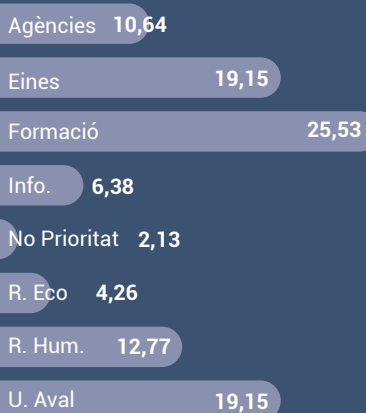 Agències 10,64
Eines 19,15
Formació 25,53
Info. 6,38
No Prioritat 2,13
R. Eco 4,26
R. Hum. 12,77
U. Aval 19,15